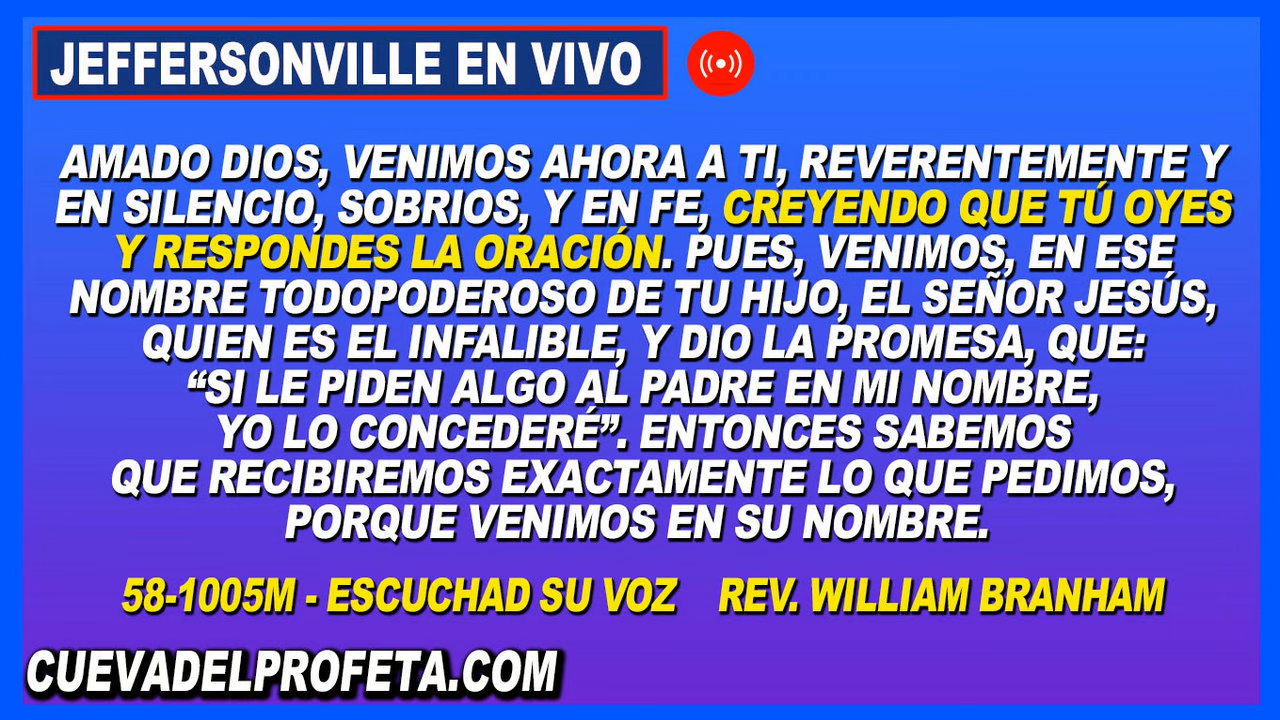 JEFFERSONVILLE EN VIVO
AMADO DIOS, VENIMOS AHORA A TI, REVERENTEMENTE Y
EN SILENCIO, SOBRIOS, Y EN FE, CREYENDO QUE TÚ OYES
Y RESPONDES LA ORACIÓN. PUES, VENIMOS, EN ESE
NOMBRE TODOPODEROSO DE TU HIJO, EL SEÑOR JESÚS,
QUIEN ES EL INFALIBLE, Y DIO LA PROMESA, QUE:
“SI LE PIDEN ALGO AL PADRE EN MI NOMBRE,
YO LO CONCEDERÉ”. ENTONCES SABEMOS
QUE RECIBIREMOS EXACTAMENTE LO QUE PEDIMOS,
PORQUE VENIMOS EN SU NOMBRE.
58-1005M - ESCUCHAD SU VOZ REV. WILLIAM BRANHAM
CUEVADELPROFETA.COM